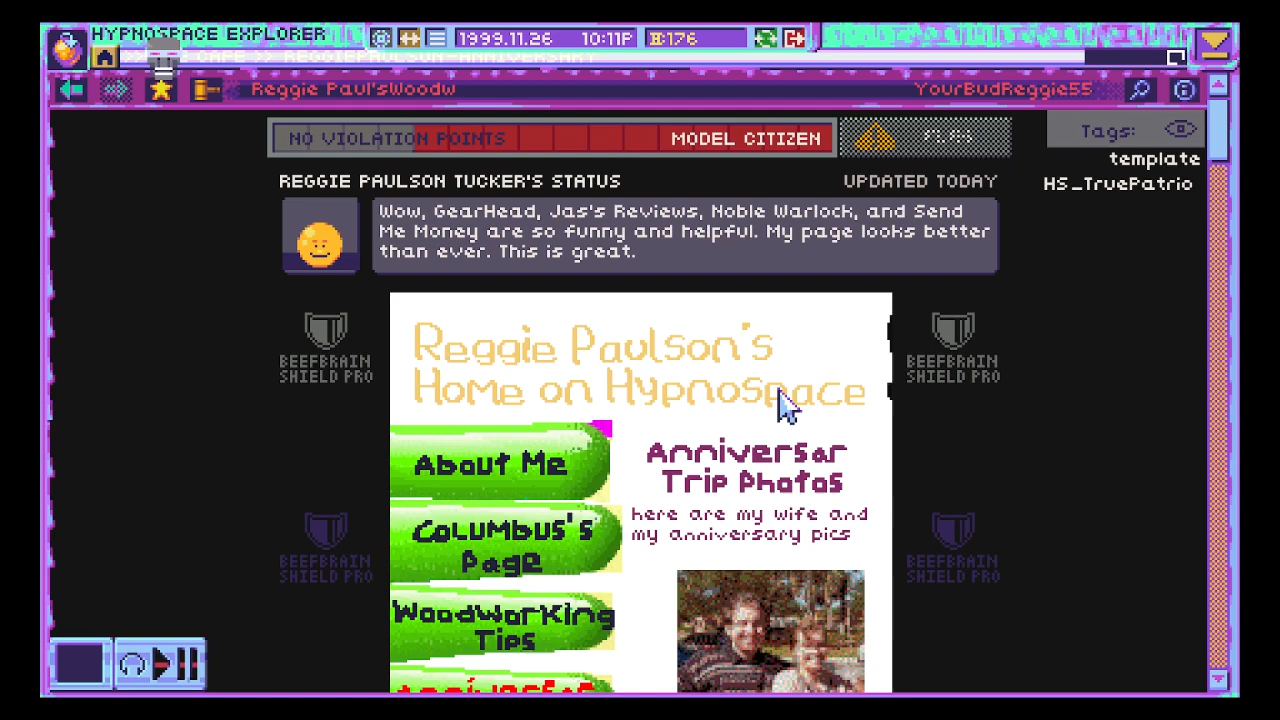 HYPNOSPACE EXPLORER
1999.11.26 10:11P 176
Reggie Paul'sWoodw
YourBudReggie55
NO VIOLATION POINTS
MODEL CITIZEN
Tags:
template
HS_TruePatrio
REGGIE PAULSON TUCKER'S STATUS
UPDATED TODAY
Wow, GearHead, Jas's Reviews, Noble Warlock, and Send
Me Money are so funny and helpful. My page looks better
than ever. This is great.
BEEFBRAIN
SHIELD PRO
BEEFBRAIN
SHIELD PRO
Reggie Paulson's
Home on Hypnospace
About Me
Columbus's
Page
Woodworking
Tips
Anniversar
Trip Photos
here are my wife and
my anniversary pics
BEEFBRAIN
SHIELD PRO
BEEFBRAIN
SHIELD PRO